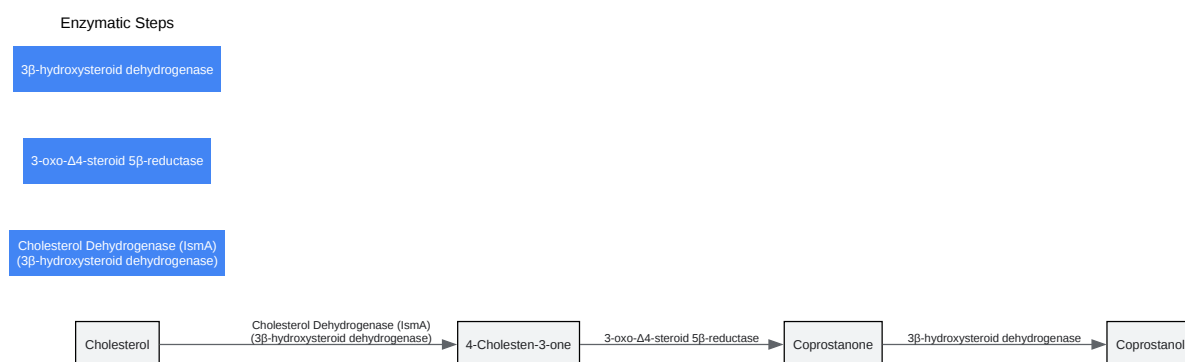 Enzymatic Steps
3β-hydroxysteroid dehydrogenase
3-oxo-Δ4-steroid 5β-reductase
Cholesterol Dehydrogenase (IsmA)
(3β-hydroxysteroid dehydrogenase)
Cholesterol
Cholesterol Dehydrogenase (IsmA)
(3β-hydroxysteroid dehydrogenase)
4-Cholesten-3-one
3-oxo-Δ4-steroid 5β-reductase
Coprostanone
3β-hydroxysteroid dehydrogenase
Coprostanol